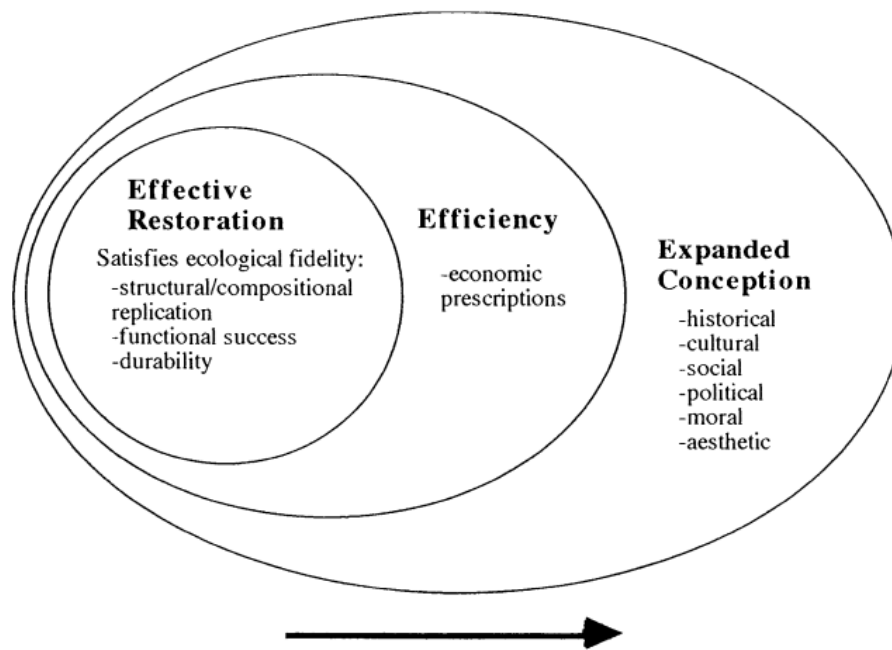 Effective
Restoration
Satisfies ecological fidelity:
-structural/compositional
replication
-functional success
-durability
Efficiency
-economic
prescriptions
Expanded
Conception
-historical
-cultural
-social
-political
-moral
-aesthetic